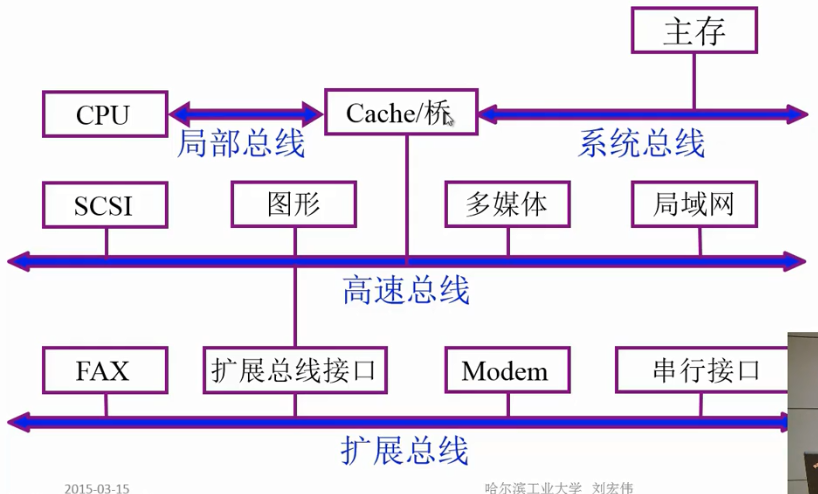 主存
CPU
Cache/桥
局部总线
系统总线
SCSI
图形
多媒体
局域网
高速总线
FAX
扩展总线接口
Modem
串行接口
扩展总线
2015-03-15
哈尔滨工业大学 刘宏伟